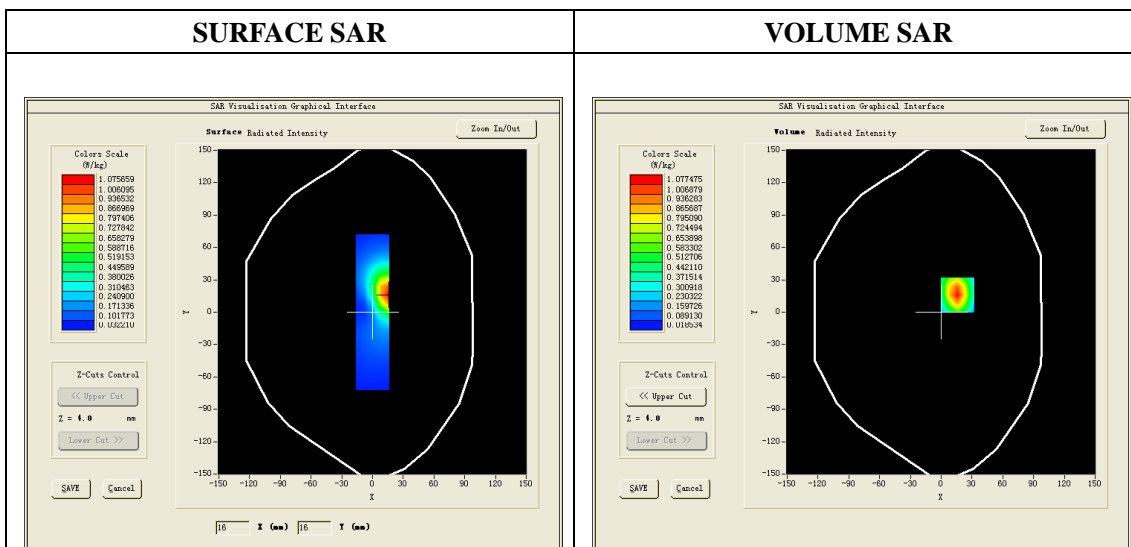 SURFACE SAR
VOLUME SAR
SAR Visualisation Graphical Interface
Surface Radiated Intensity
Zoom In/Out
Colors Scale
(W/kg)
1.075659
1.006095
0.936532
0.866969
0.797406
0.727842
0.658279
0.588716
0.519153
0.449589
0.380026
0.310463
0.240900
0.171336
0.101773
0.032210
Z-Cuts Control
<< Upper Cut
Z = 4.0 mm
Lower Cut >>
SAVE Cancel
150
120
90
60
30
0
-30
-60
-90
-120
-150
Y
-150 -120 -90 -60 -30 0 30 60 90 120 150
X
16 X (mm) 16 Y (mm)
SAR Visualisation Graphical Interface
Volume Radiated Intensity
Zoom In/Out
Colors Scale
(W/kg)
1.077475
1.006879
0.936283
0.865687
0.795090
0.724494
0.653898
0.583302
0.512706
0.442110
0.371514
0.300918
0.230322
0.159726
0.089130
0.018534
Z-Cuts Control
<< Upper Cut
Z = 4.0 mm
Lower Cut >>
SAVE Cancel
150
120
90
60
30
0
-30
-60
-90
-120
-150
Y
-150 -120 -90 -60 -30 0 30 60 90 120 150
X